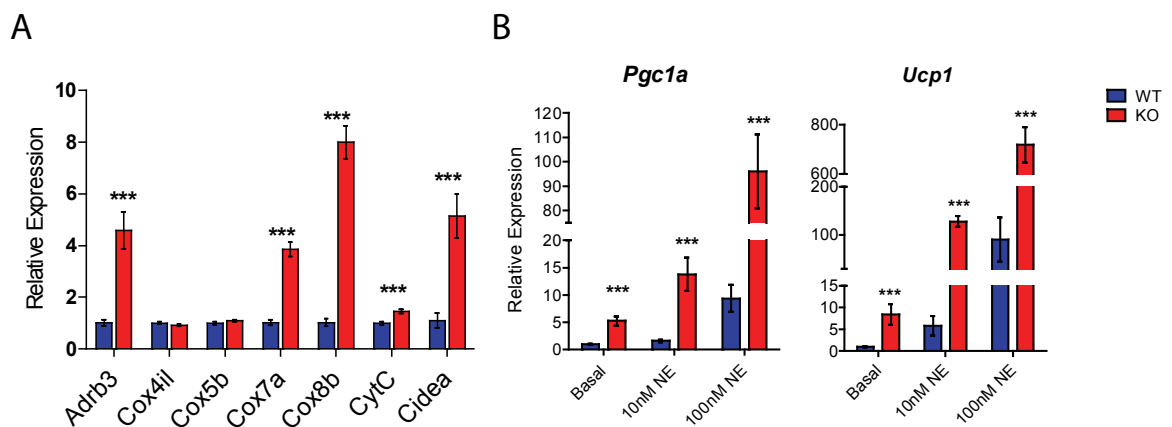 A
Relative Expression
10
8
6
4
2
0
***
***
***
***
***
Adrb3
Cox4il
Cox5b
Cox7a
Cox8b
CytC
Cidea
B
Pgc1a
Relative Expression
120
110
100
90
80
20
15
10
5
0
***
***
***
Basal
10nM NE
100nM NE
Ucp1
800
600
200
100
15
10
5
0
***
***
***
Basal
10nM NE
100nM NE
WT
KO